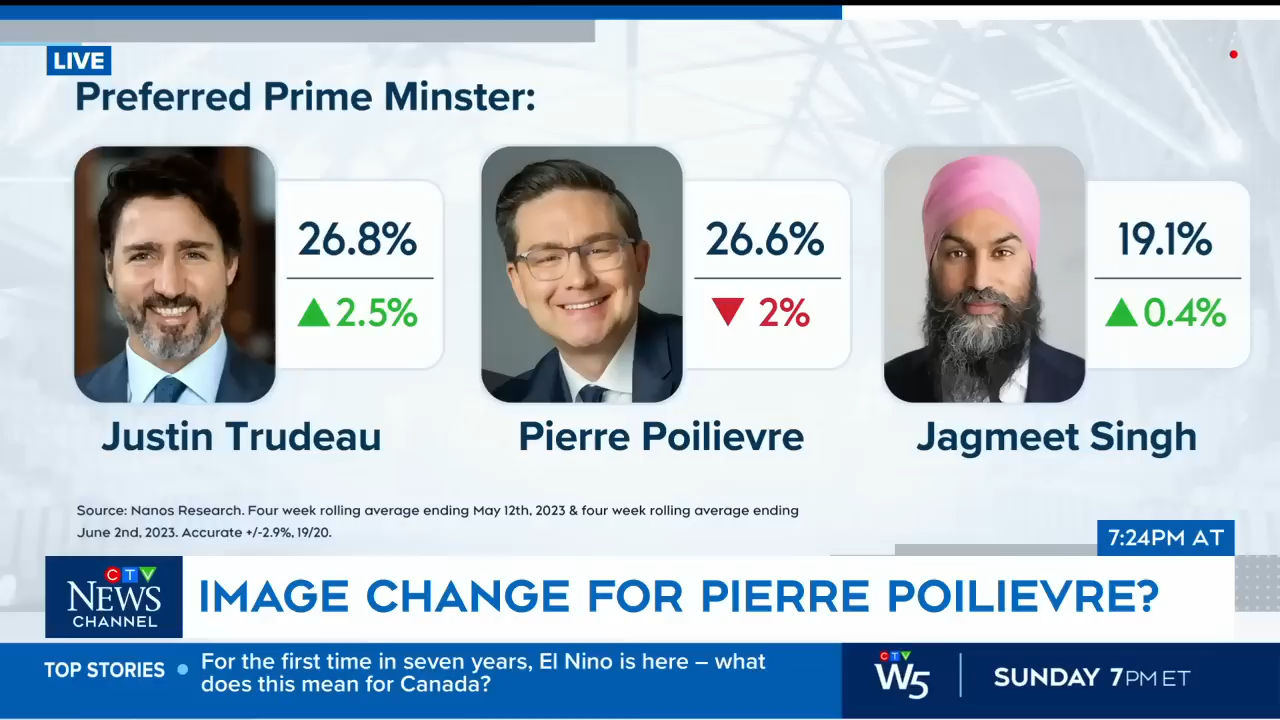 LIVE
Preferred Prime Minster:
26.8%
▲2.5%
26.6%
▼ 2%
19.1%
▲0.4%
Justin Trudeau
Pierre Poilievre
Jagmeet Singh
Source: Nanos Research. Four week rolling average ending May 12th, 2023 & four week rolling average ending
June 2nd, 2023. Accurate +/-2.9%, 19/20.
7:24PM AT
CTV
NEWS
CHANNEL
IMAGE CHANGE FOR PIERRE POILIEVRE?
TOP STORIES
For the first time in seven years, El Nino is here – what
does this mean for Canada?
CTV
W5
SUNDAY 7PM ET